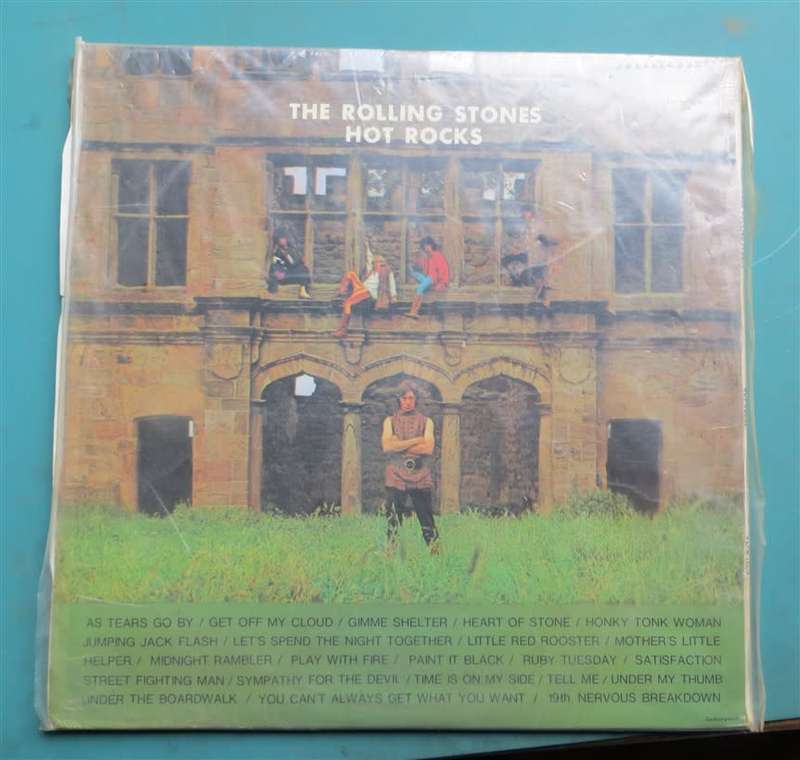 THE ROLLING STONES
HOT ROCKS
AS TEARS GO BY / GET OFF MY CLOUD / GIMME SHELTER / HEART OF STONE / HONKY TONK WOMAN
JUMPING JACK FLASH / LET'S SPEND THE NIGHT TOGETHER / LITTLE RED ROOSTER / MOTHER'S LITTLE
HELPER / MIDNIGHT RAMBLER / PLAY WITH FIRE / PAINT IT BLACK / RUBY TUESDAY / SATISFACTION
STREET FIGHTING MAN / SYMPATHY FOR THE DEVIL / TIME IS ON MY SIDE / TELL ME / UNDER MY THUMB
UNDER THE BOARDWALK / YOU CAN'T ALWAYS GET WHAT YOU WANT / 19th NERVOUS BREAKDOWN